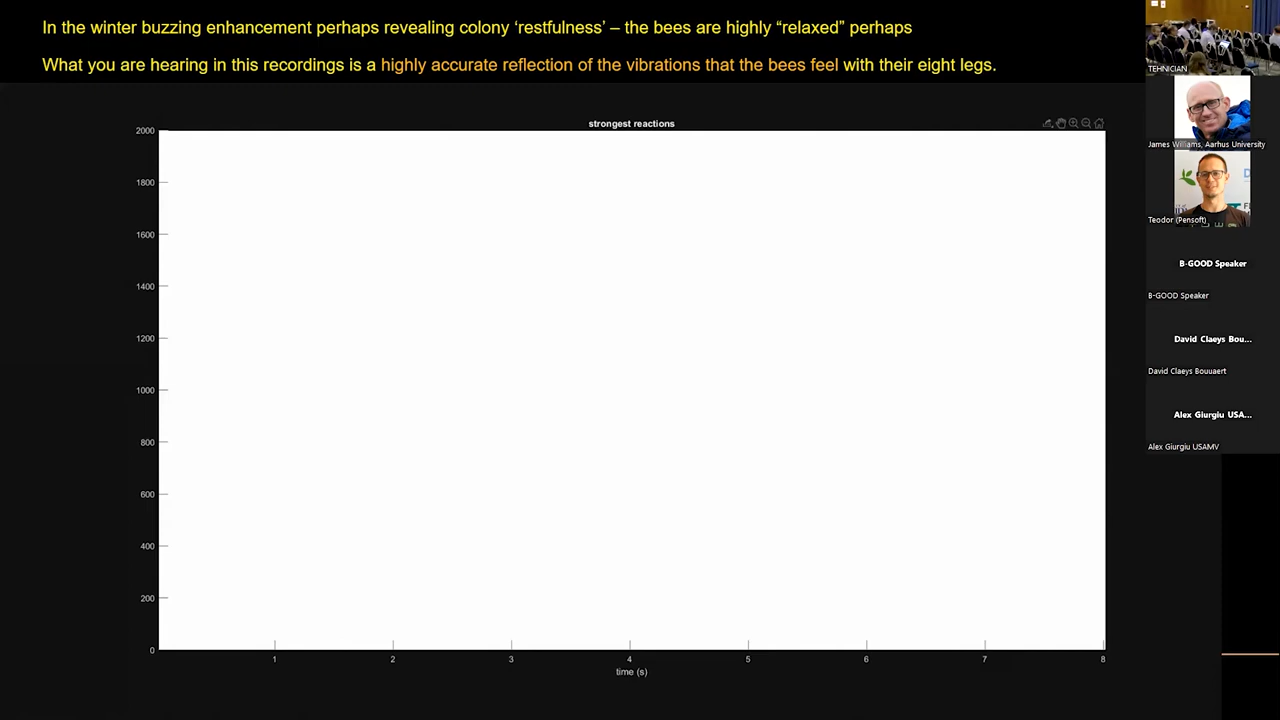 In the winter buzzing enhancement perhaps revealing colony ‘restfulness’ – the bees are highly “relaxed” perhaps
What you are hearing in this recordings is a highly accurate reflection of the vibrations that the bees feel with their eight legs.
strongest reactions
2000
1800
1600
1400
1200
1000
800
600
400
200
0
1 2 3 4 5 6 7 8
time (s)
TEHNICIAN
James Williams, Aarhus University
Teodor (Pensoft)
B-GOOD Speaker
B-GOOD Speaker
David Claeys Bou...
David Claeys Bouuaert
Alex Giurgiu USA...
Alex Giurgiu USAMV